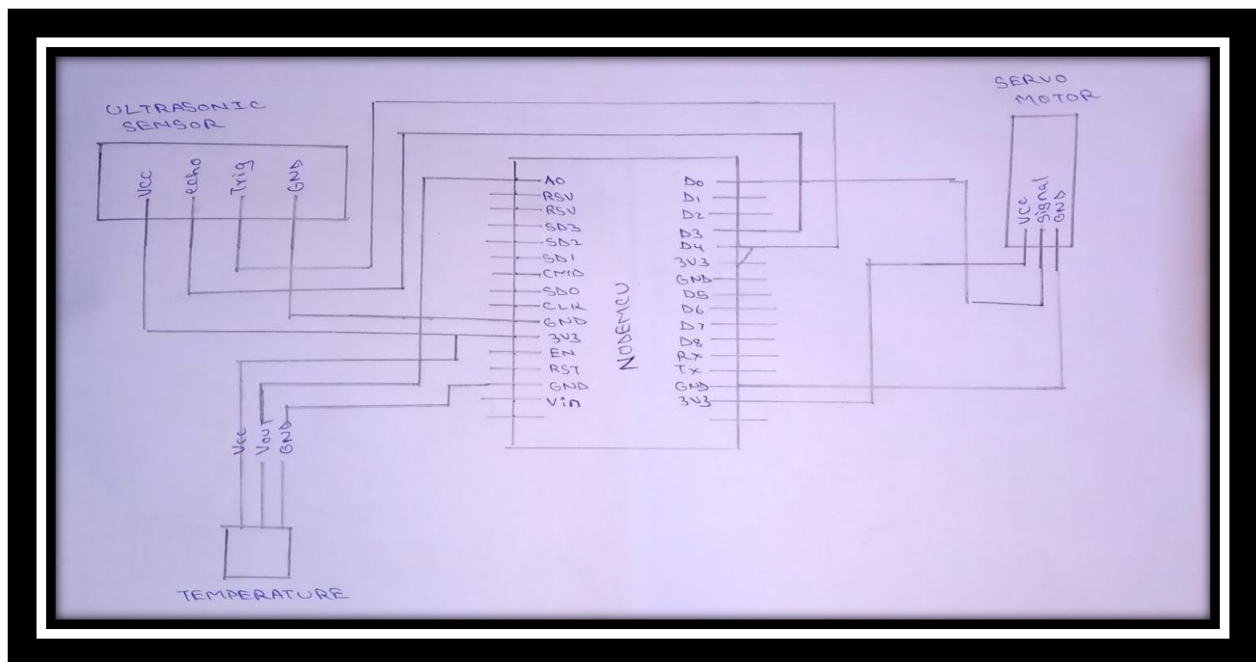 ULTRASONIC
SENSOR
Vcc
echo
Trig
GND
SERVO
MOTOR
Vcc
Signal
GND
A0
RSV
RSV
SD3
SD2
SD1
CMD
SD0
CLK
GND
3V3
EN
RST
GND
Vin
NODEMCU
D0
D1
D2
D3
D4
3V3
GND
D5
D6
D7
D8
Rx
Tx
GND
3V3
Vcc
Vout
GND
TEMPERATURE